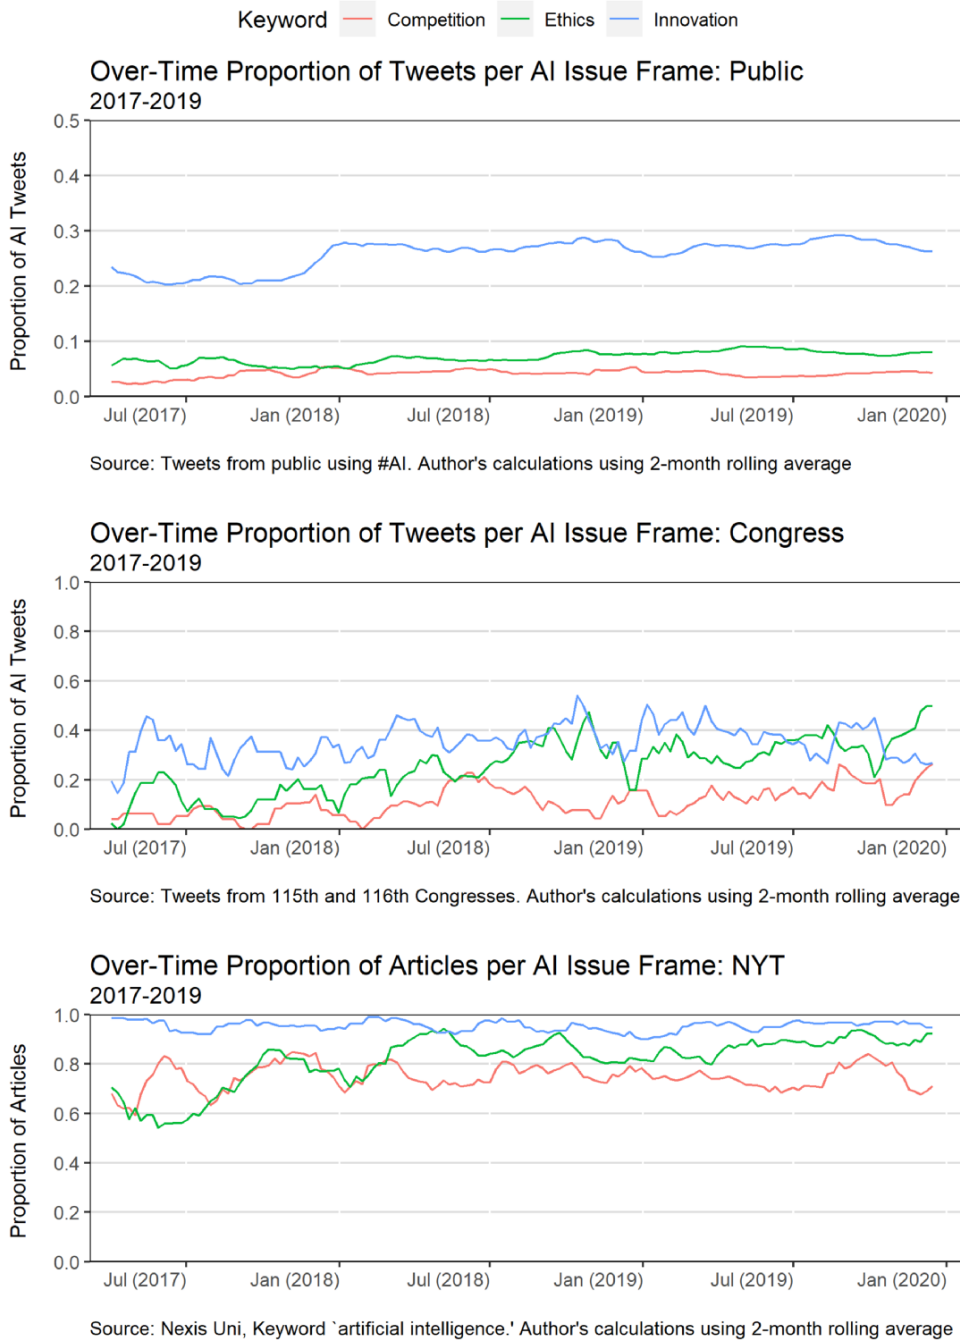 Keyword Competition Ethics Innovation
Over-Time Proportion of Tweets per AI Issue Frame: Public
2017-2019
Proportion of AI Tweets
0.5
0.4
0.3
0.2
0.1
0.0
Jul (2017) Jan (2018) Jul (2018) Jan (2019) Jul (2019) Jan (2020)
Source: Tweets from public using #AI. Author's calculations using 2-month rolling average
Over-Time Proportion of Tweets per AI Issue Frame: Congress
2017-2019
Proportion of AI Tweets
1.0
0.8
0.6
0.4
0.2
0.0
Jul (2017) Jan (2018) Jul (2018) Jan (2019) Jul (2019) Jan (2020)
Source: Tweets from 115th and 116th Congresses. Author's calculations using 2-month rolling average
Over-Time Proportion of Articles per AI Issue Frame: NYT
2017-2019
Proportion of Articles
1.0
0.8
0.6
0.4
0.2
0.0
Jul (2017) Jan (2018) Jul (2018) Jan (2019) Jul (2019) Jan (2020)
Source: Nexis Uni, Keyword `artificial intelligence.' Author's calculations using 2-month rolling average